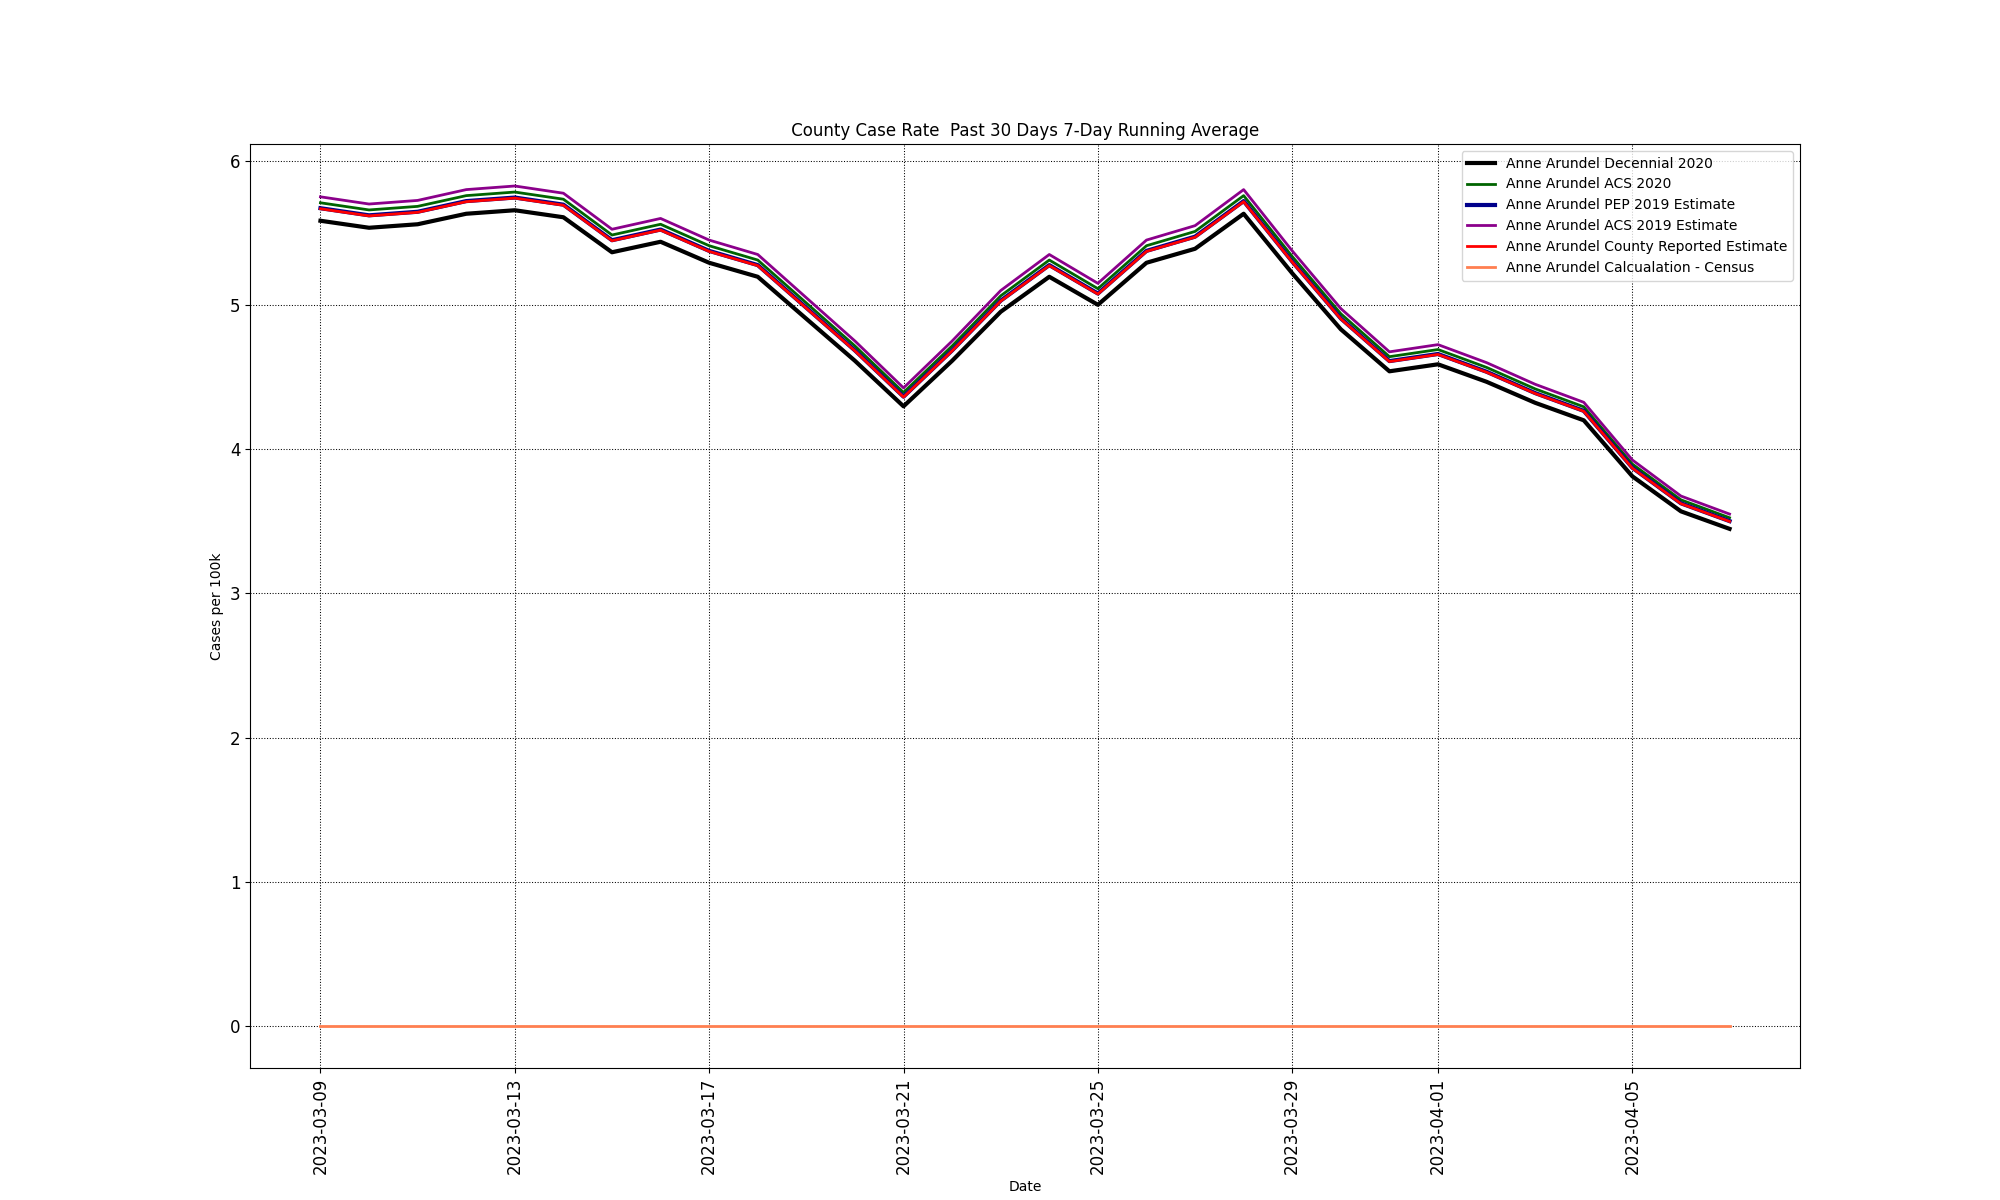 County Case Rate  Past 30 Days 7-Day Running Average
Anne Arundel Decennial 2020
Anne Arundel ACS 2020
Anne Arundel PEP 2019 Estimate
Anne Arundel ACS 2019 Estimate
Anne Arundel County Reported Estimate
Anne Arundel Calcualation - Census
Cases per 100k
6
5
4
3
2
1
0
2023-03-09
2023-03-13
2023-03-17
2023-03-21
2023-03-25
2023-03-29
2023-04-01
2023-04-05
Date